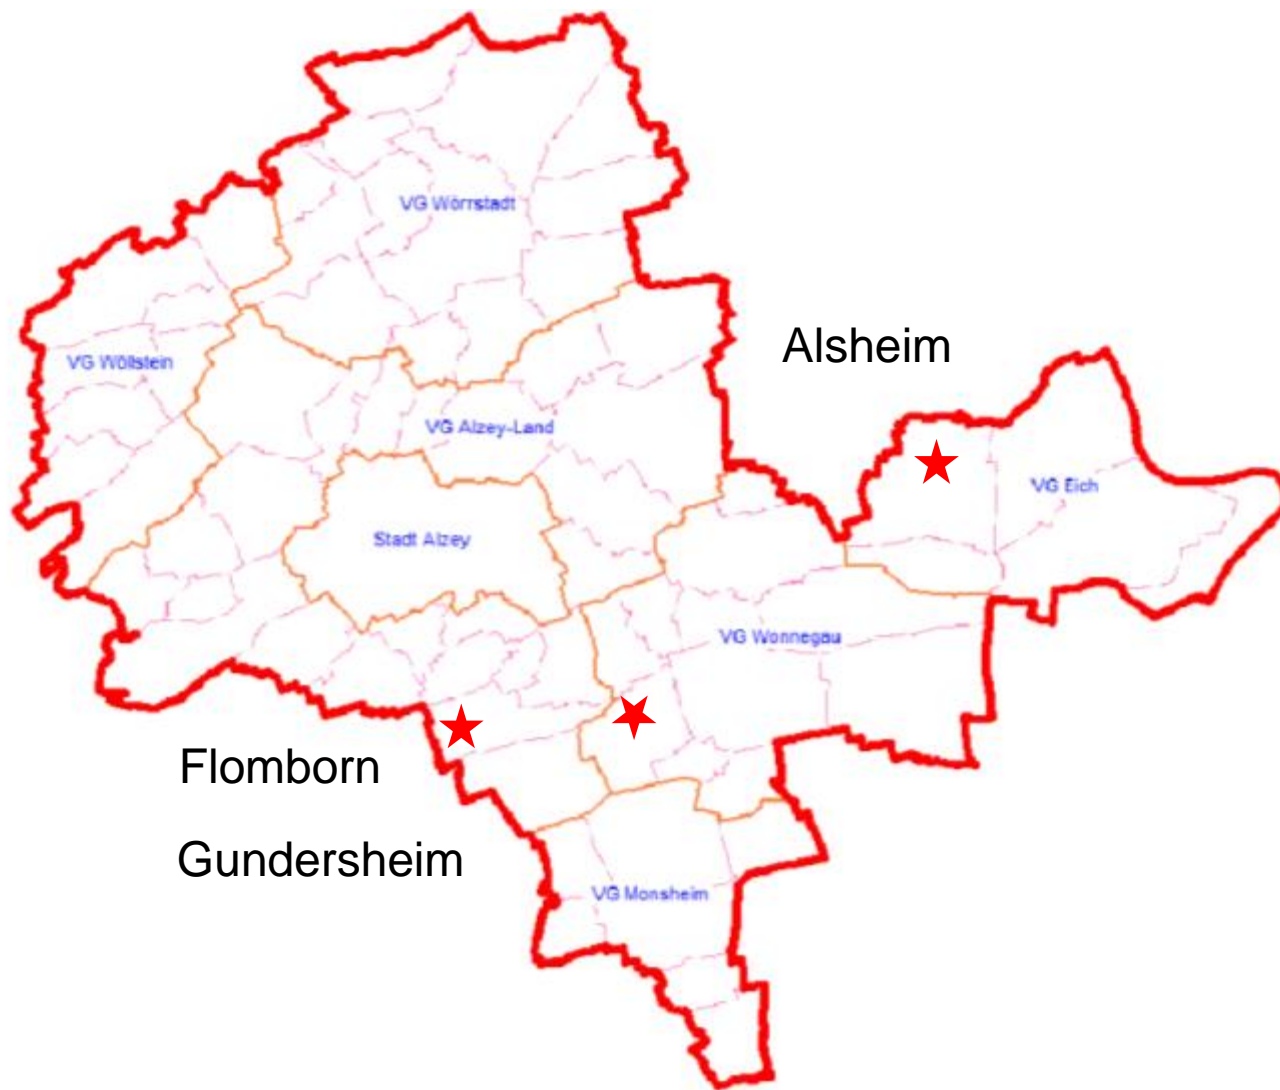 VG Wörrstadt
Alsheim
VG Wöllstein
VG Alzey-Land
VG Eich
Stadt Alzey
VG Wonnegau
Flomborn
Gundersheim
VG Monsheim